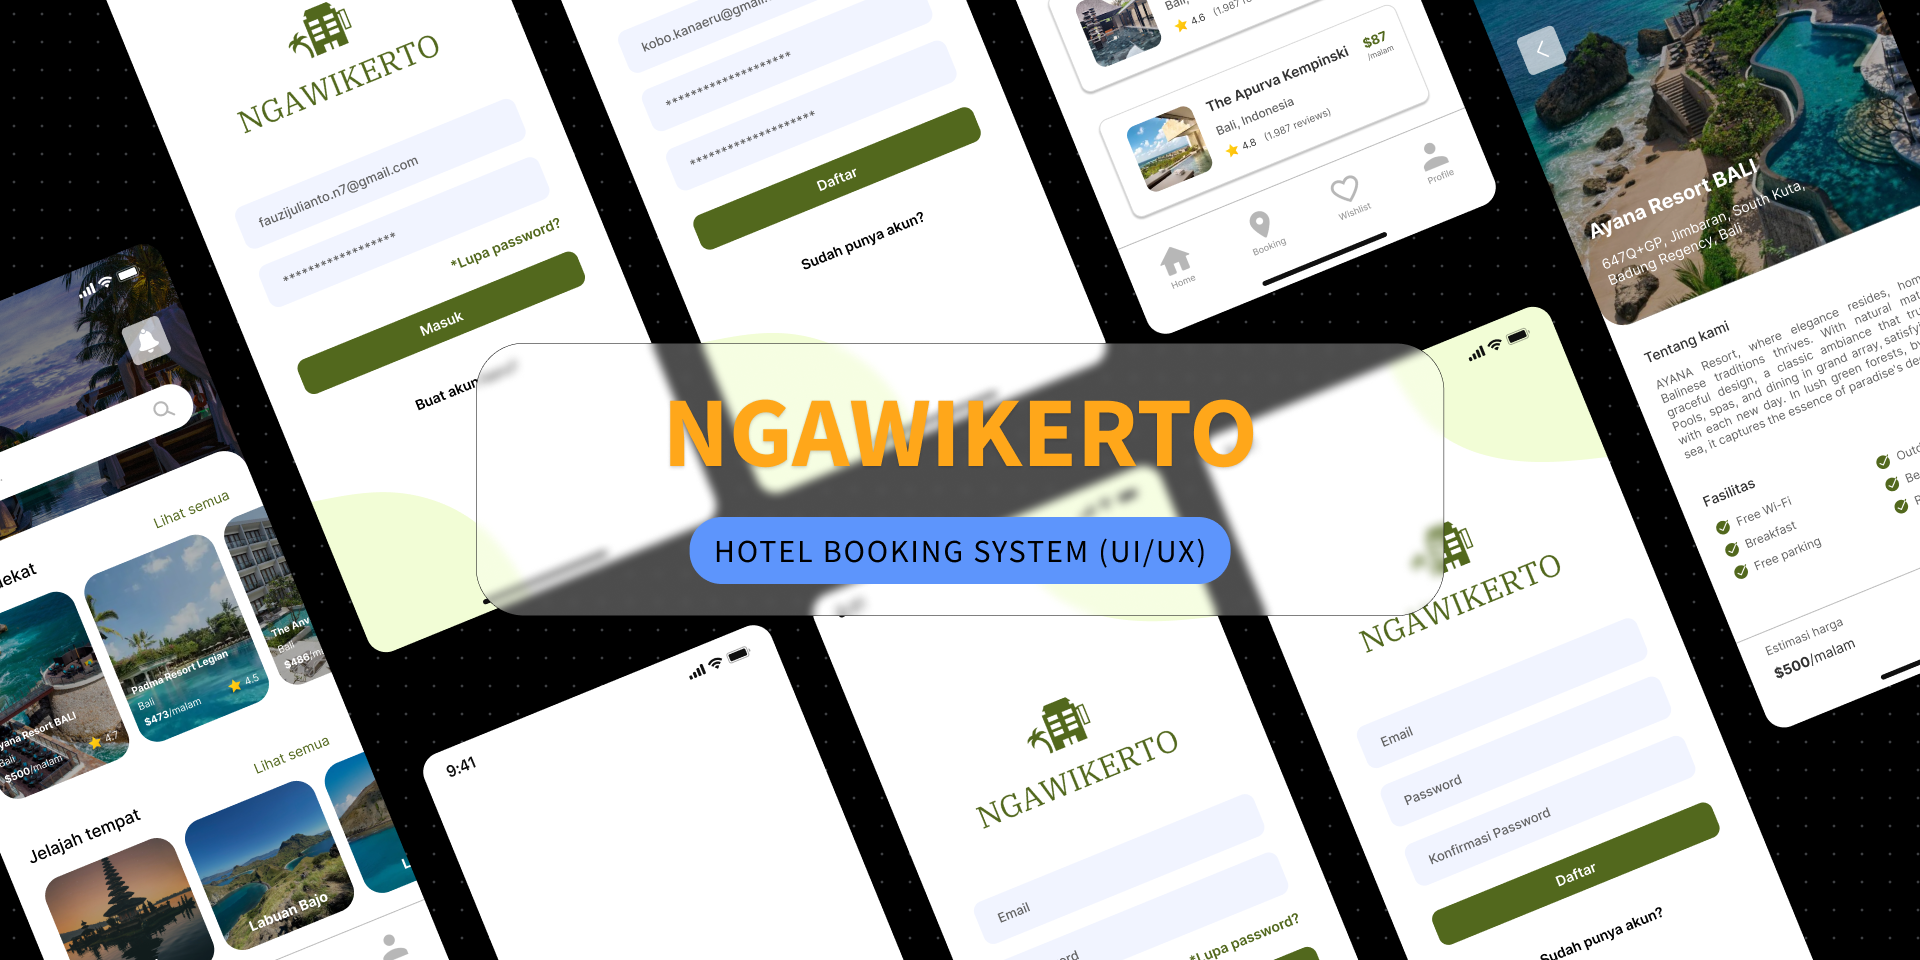 NGAWIKERTO
fauzijulianto.n7@gmail.com
******************
*Lupa password?
Masuk
Buat akun
kobo.kanaeru@gmail.
********************
********************
Daftar
Sudah punya akun?
Bali,
4.6 (1.987 re
The Apurva Kempinski
Bali, Indonesia
4.8 (1.987 reviews)
$87
/malam
Home
Booking
Wishlist
Profile
Ayana Resort BALI
647Q+GP, Jimbaran, South Kuta,
Badung Regency, Bali
Tentang kami
AYANA Resort, where elegance resides, hom
Balinese traditions thrives. With natural mat
graceful design, a classic ambiance that tru
Pools, spas, and dining in grand array, satisfyi
with each new day. In lush green forests, by
sea, it captures the essence of paradise's de
Fasilitas
Free Wi-Fi
Breakfast
Free parking
Outd
Be
P
Estimasi harga
$500/malam
NGAWIKERTO
HOTEL BOOKING SYSTEM (UI/UX)
Lihat semua
ekat
yana Resort BALI
Bali
$500/malam
4.7
Padma Resort Legian
Bali
$473/malam
4.5
The Anv
Bali
$486/m
Lihat semua
Jelajah tempat
Labuan Bajo
L
9:41
NGAWIKERTO
Email
ord
*Lupa password?
NGAWIKERTO
Email
Password
Konfirmasi Password
Daftar
Sudah punya akun?